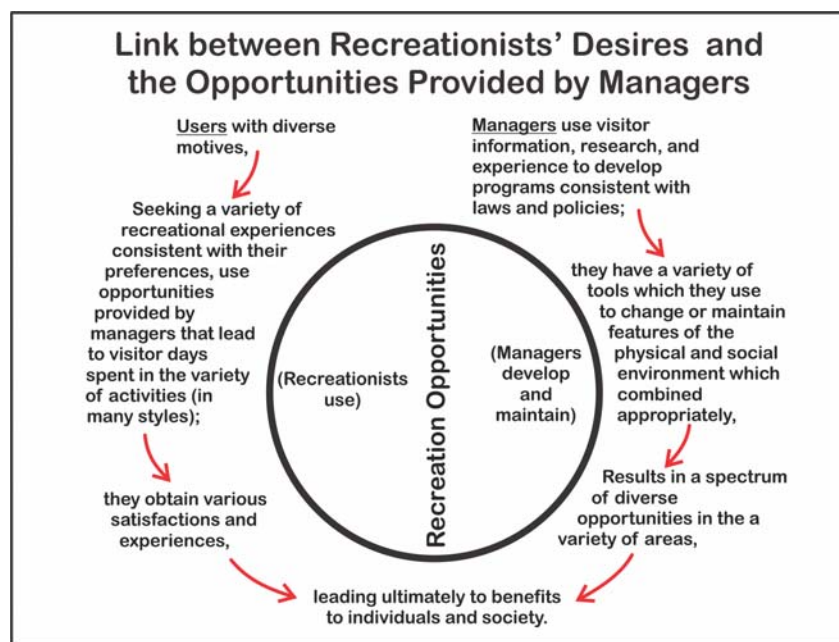 Link between Recreationists' Desires and
the Opportunities Provided by Managers
Users with diverse
motives,
Seeking a variety of
recreational experiences
consistent with their
preferences, use
opportunities
provided by
managers that lead
to visitor days
spent in the variety
of activities (in
many styles);
they obtain various
satisfactions and
experiences,
(Recreationists
use)
Recreation Opportunities
(Managers
develop
and
maintain)
Managers use visitor
information, research, and
experience to develop
programs consistent with
laws and policies;
they have a variety of
tools which they use
to change or maintain
features of the
physical and social
environment which
combined
appropriately,
Results in a spectrum
of diverse
opportunities in the a
variety of areas,
leading ultimately to benefits
to individuals and society.